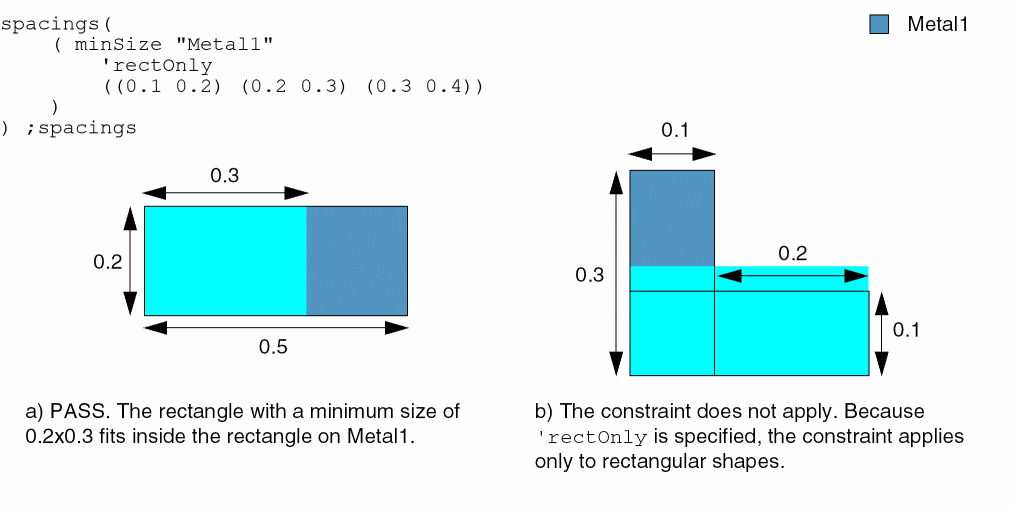 spacings(
( minSize "Metal1"
'rectOnly
((0.1 0.2) (0.2 0.3) (0.3 0.4))
)
) ;spacings
Metal1
0.3
0.2
0.5
0.1
0.3
0.2
0.1
a) PASS. The rectangle with a minimum size of
0.2x0.3 fits inside the rectangle on Metal1.
b) The constraint does not apply. Because
'rectOnly is specified, the constraint applies
only to rectangular shapes.